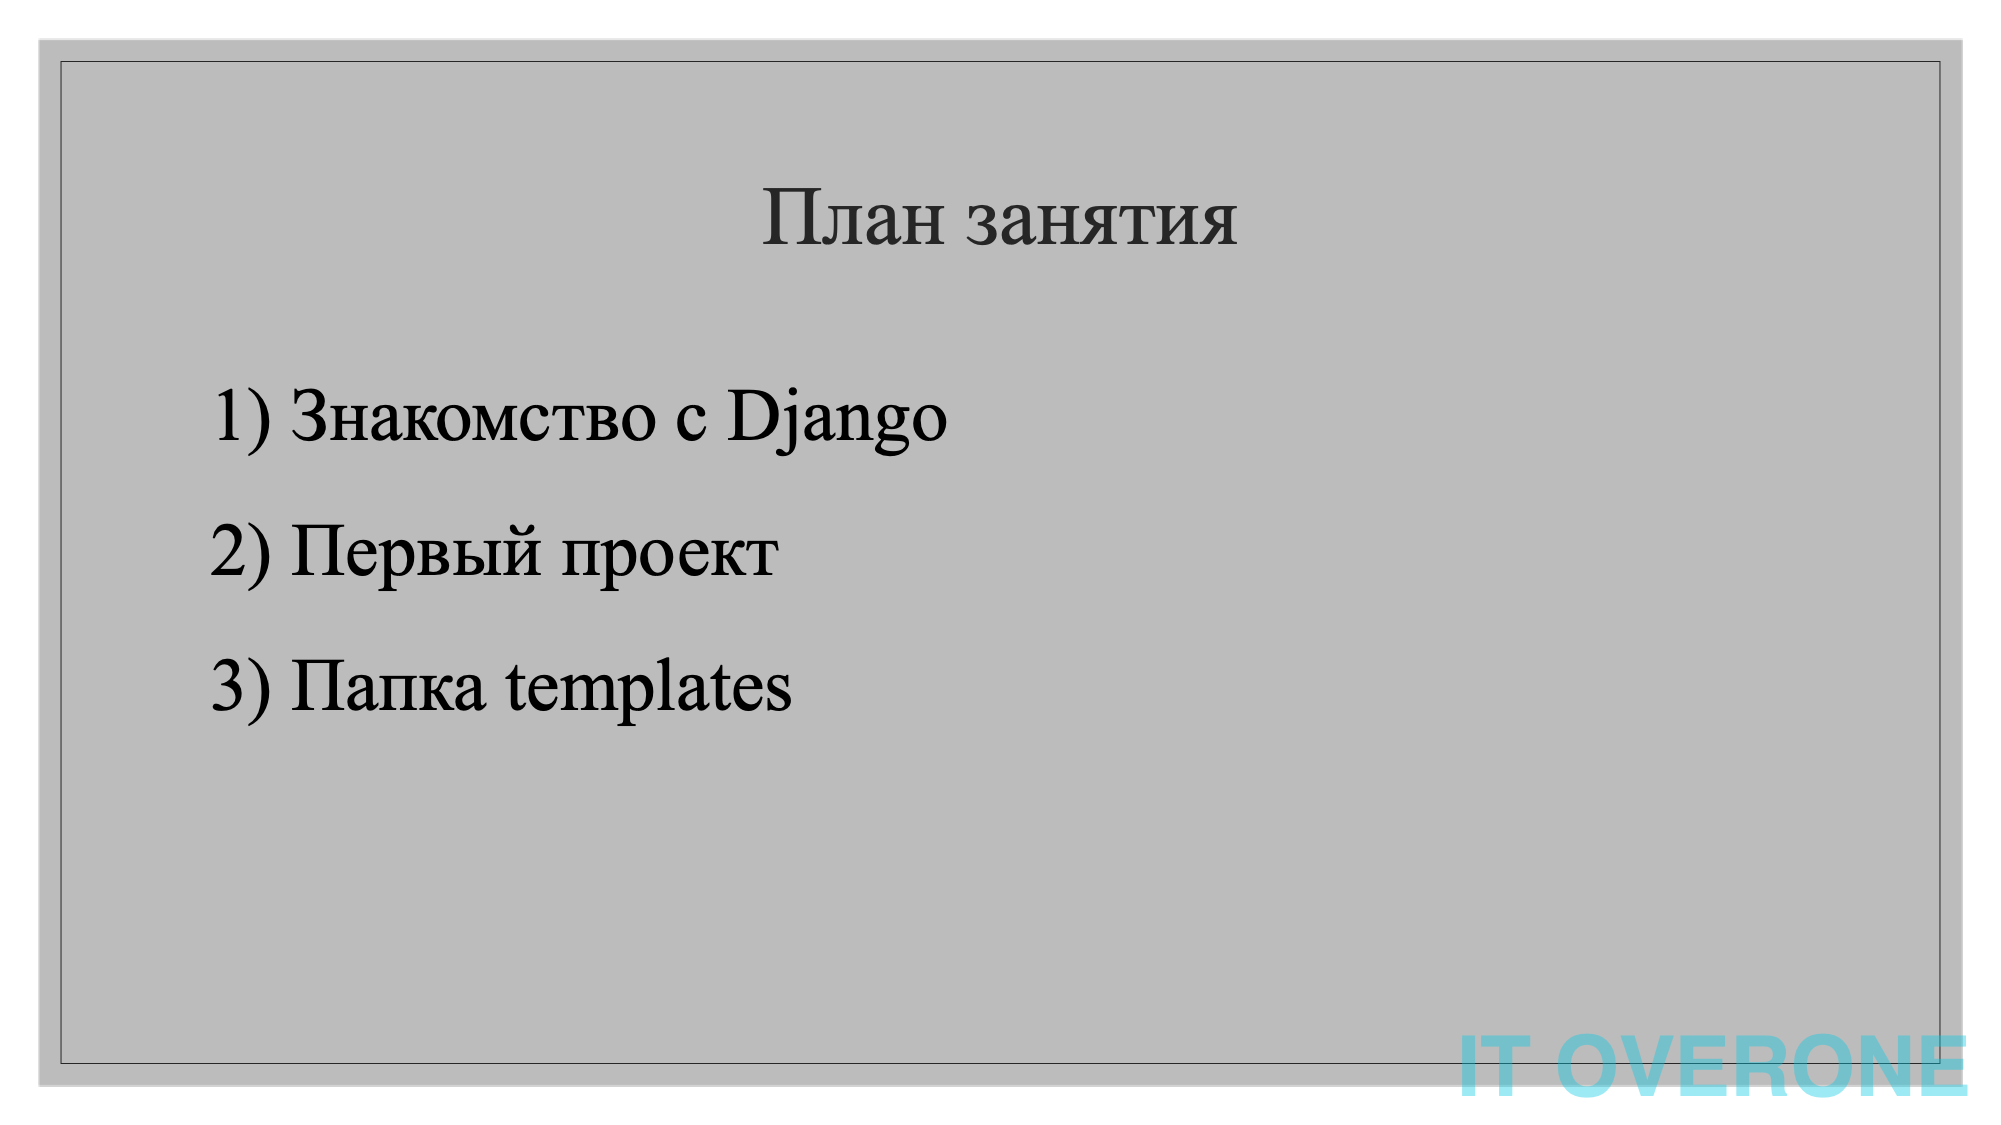 План занятия
1) Знакомство с Django
2) Первый проект
3) Папка templates
IT OVERONE